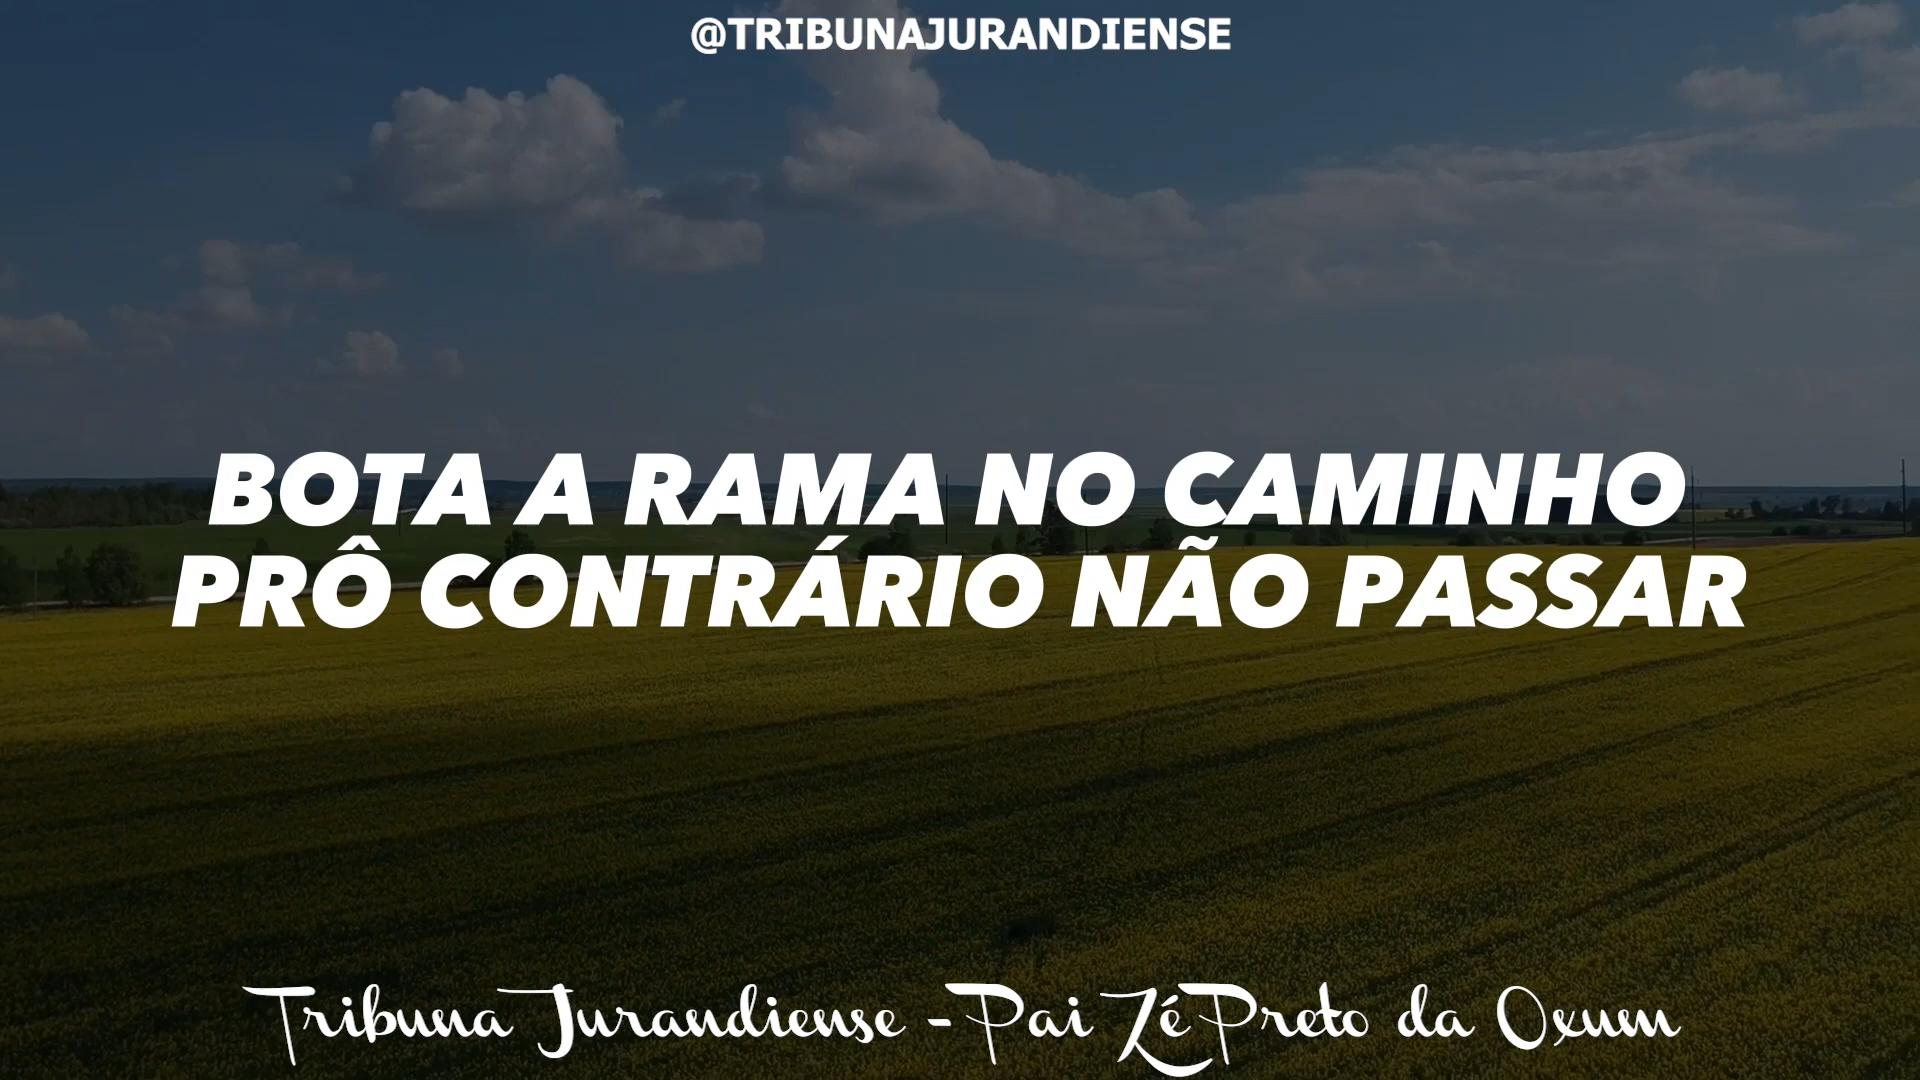 @TRIBUNAJURANDIENSE
BOTA A RAMA NO CAMINHO
PRÔ CONTRÁRIO NÃO PASSAR
Tribuna Jurandiense - Pai Zé Preto da Oxum